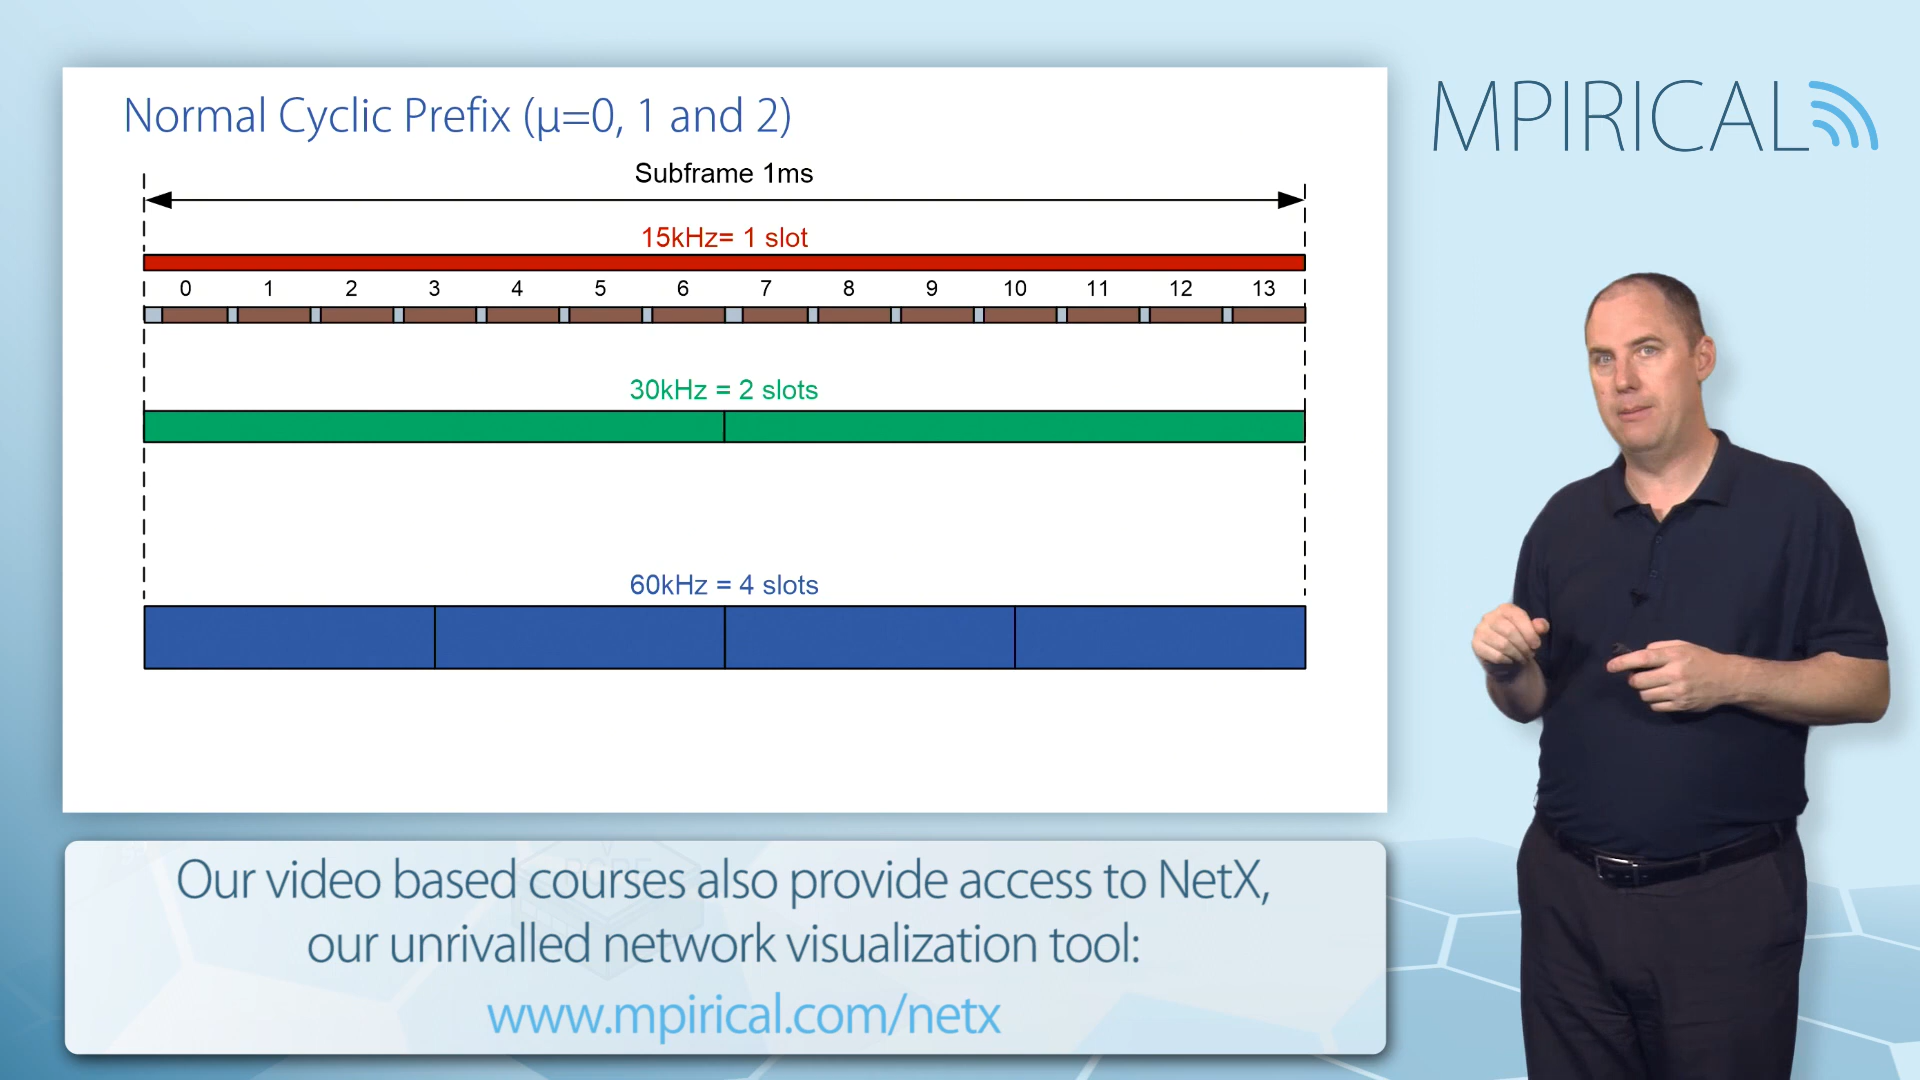 Normal Cyclic Prefix (μ=0, 1 and 2)
MPIRICAL
Subframe 1ms
15kHz= 1 slot
0 1 2 3 4 5 6 7 8 9 10 11 12 13
30kHz = 2 slots
60kHz = 4 slots
Our video based courses also provide access to NetX,
our unrivalled network visualization tool:
www.mpirical.com/netx